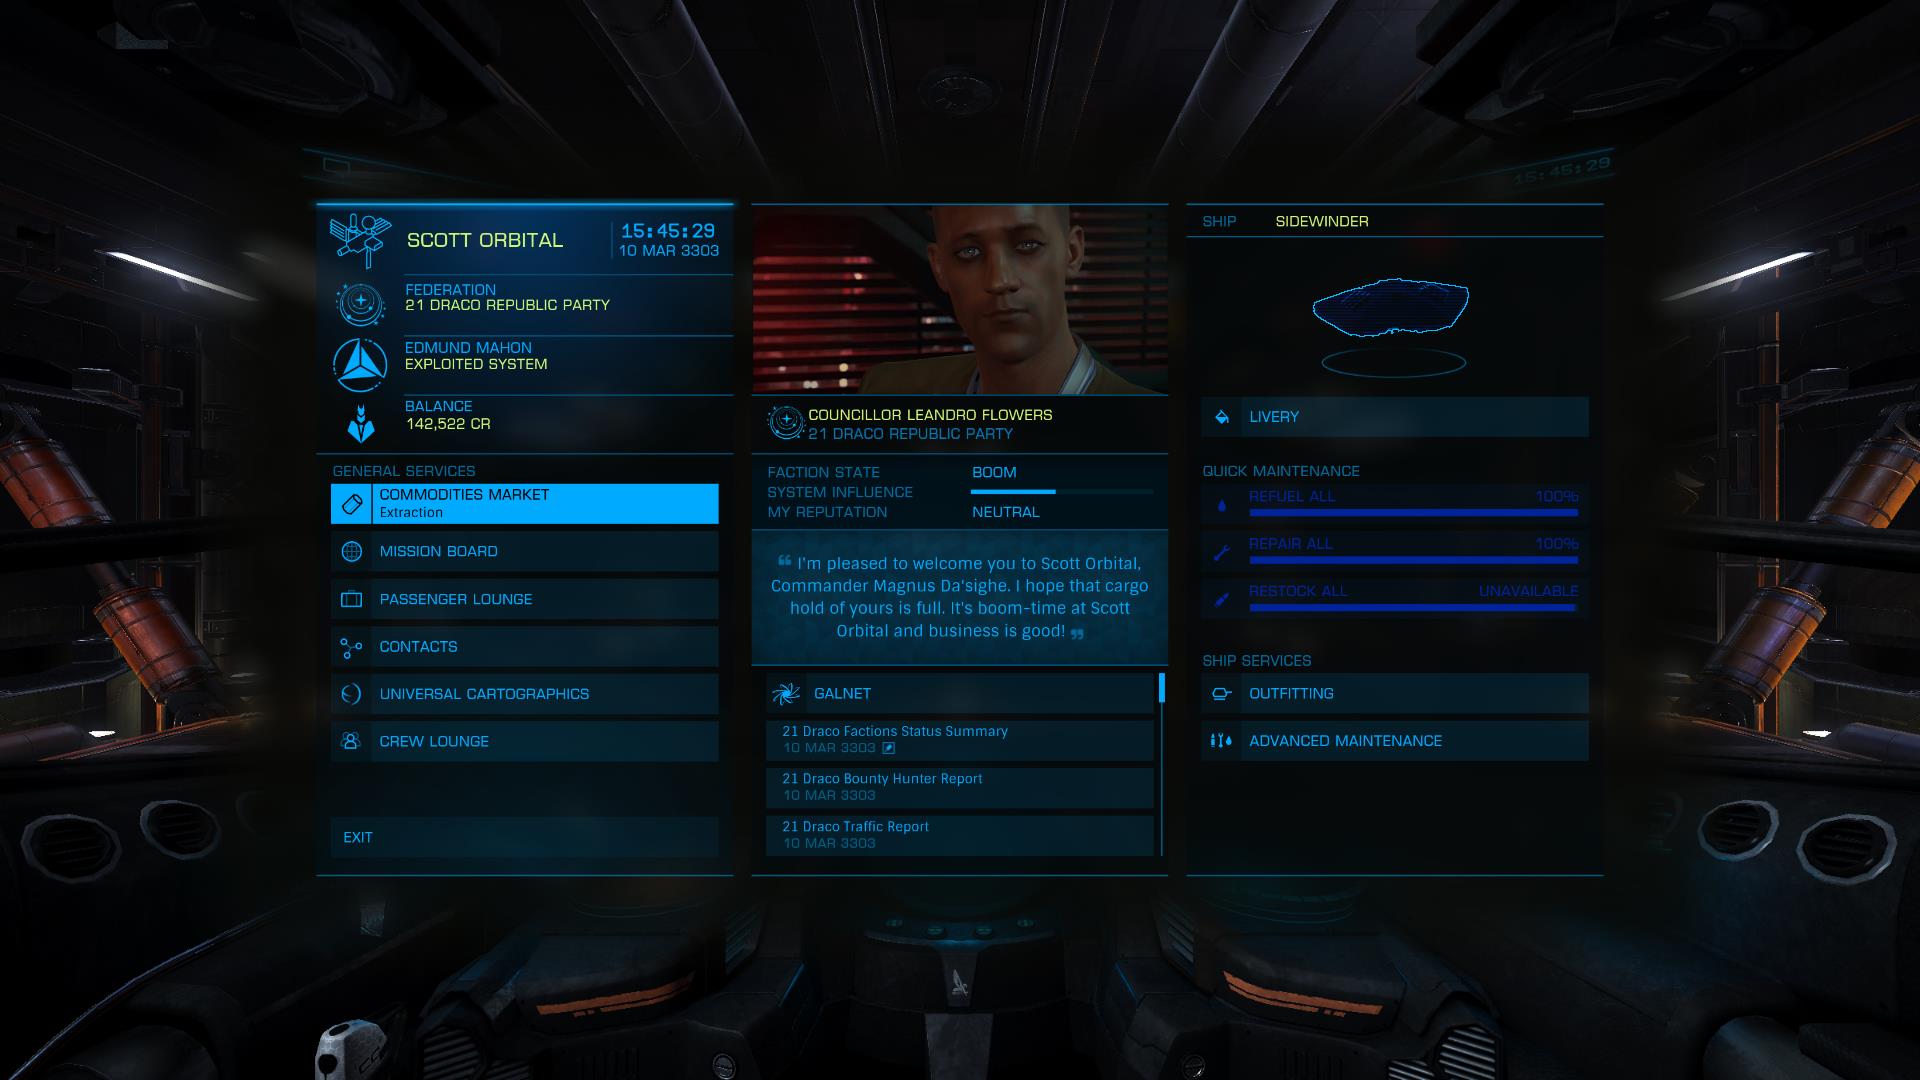 15:45:29
SCOTT ORBITAL
15:45:29
10 MAR 3303
FEDERATION
21 DRACO REPUBLIC PARTY
EDMUND MAHON
EXPLOITED SYSTEM
BALANCE
142,522 CR
GENERAL SERVICES
COMMODITIES MARKET
Extraction
MISSION BOARD
PASSENGER LOUNGE
CONTACTS
UNIVERSAL CARTOGRAPHICS
CREW LOUNGE
EXIT
COUNCILLOR LEANDRO FLOWERS
21 DRACO REPUBLIC PARTY
FACTION STATE BOOM
SYSTEM INFLUENCE
MY REPUTATION NEUTRAL
“ I'm pleased to welcome you to Scott Orbital,
Commander Magnus Da'sighe. I hope that cargo
hold of yours is full. It's boom-time at Scott
Orbital and business is good! ”
GALNET
21 Draco Factions Status Summary
10 MAR 3303
21 Draco Bounty Hunter Report
10 MAR 3303
21 Draco Traffic Report
10 MAR 3303
SHIP SIDEWINDER
LIVERY
QUICK MAINTENANCE
REFUEL ALL 100%
REPAIR ALL 100%
RESTOCK ALL UNAVAILABLE
SHIP SERVICES
OUTFITTING
ADVANCED MAINTENANCE